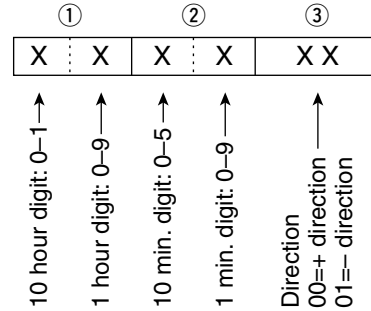 ① ② ③
X X X X X X
10 hour digit: 0–1
1 hour digit: 0–9
10 min. digit: 0–5
1 min. digit: 0–9
Direction
00=+ direction
01=– direction